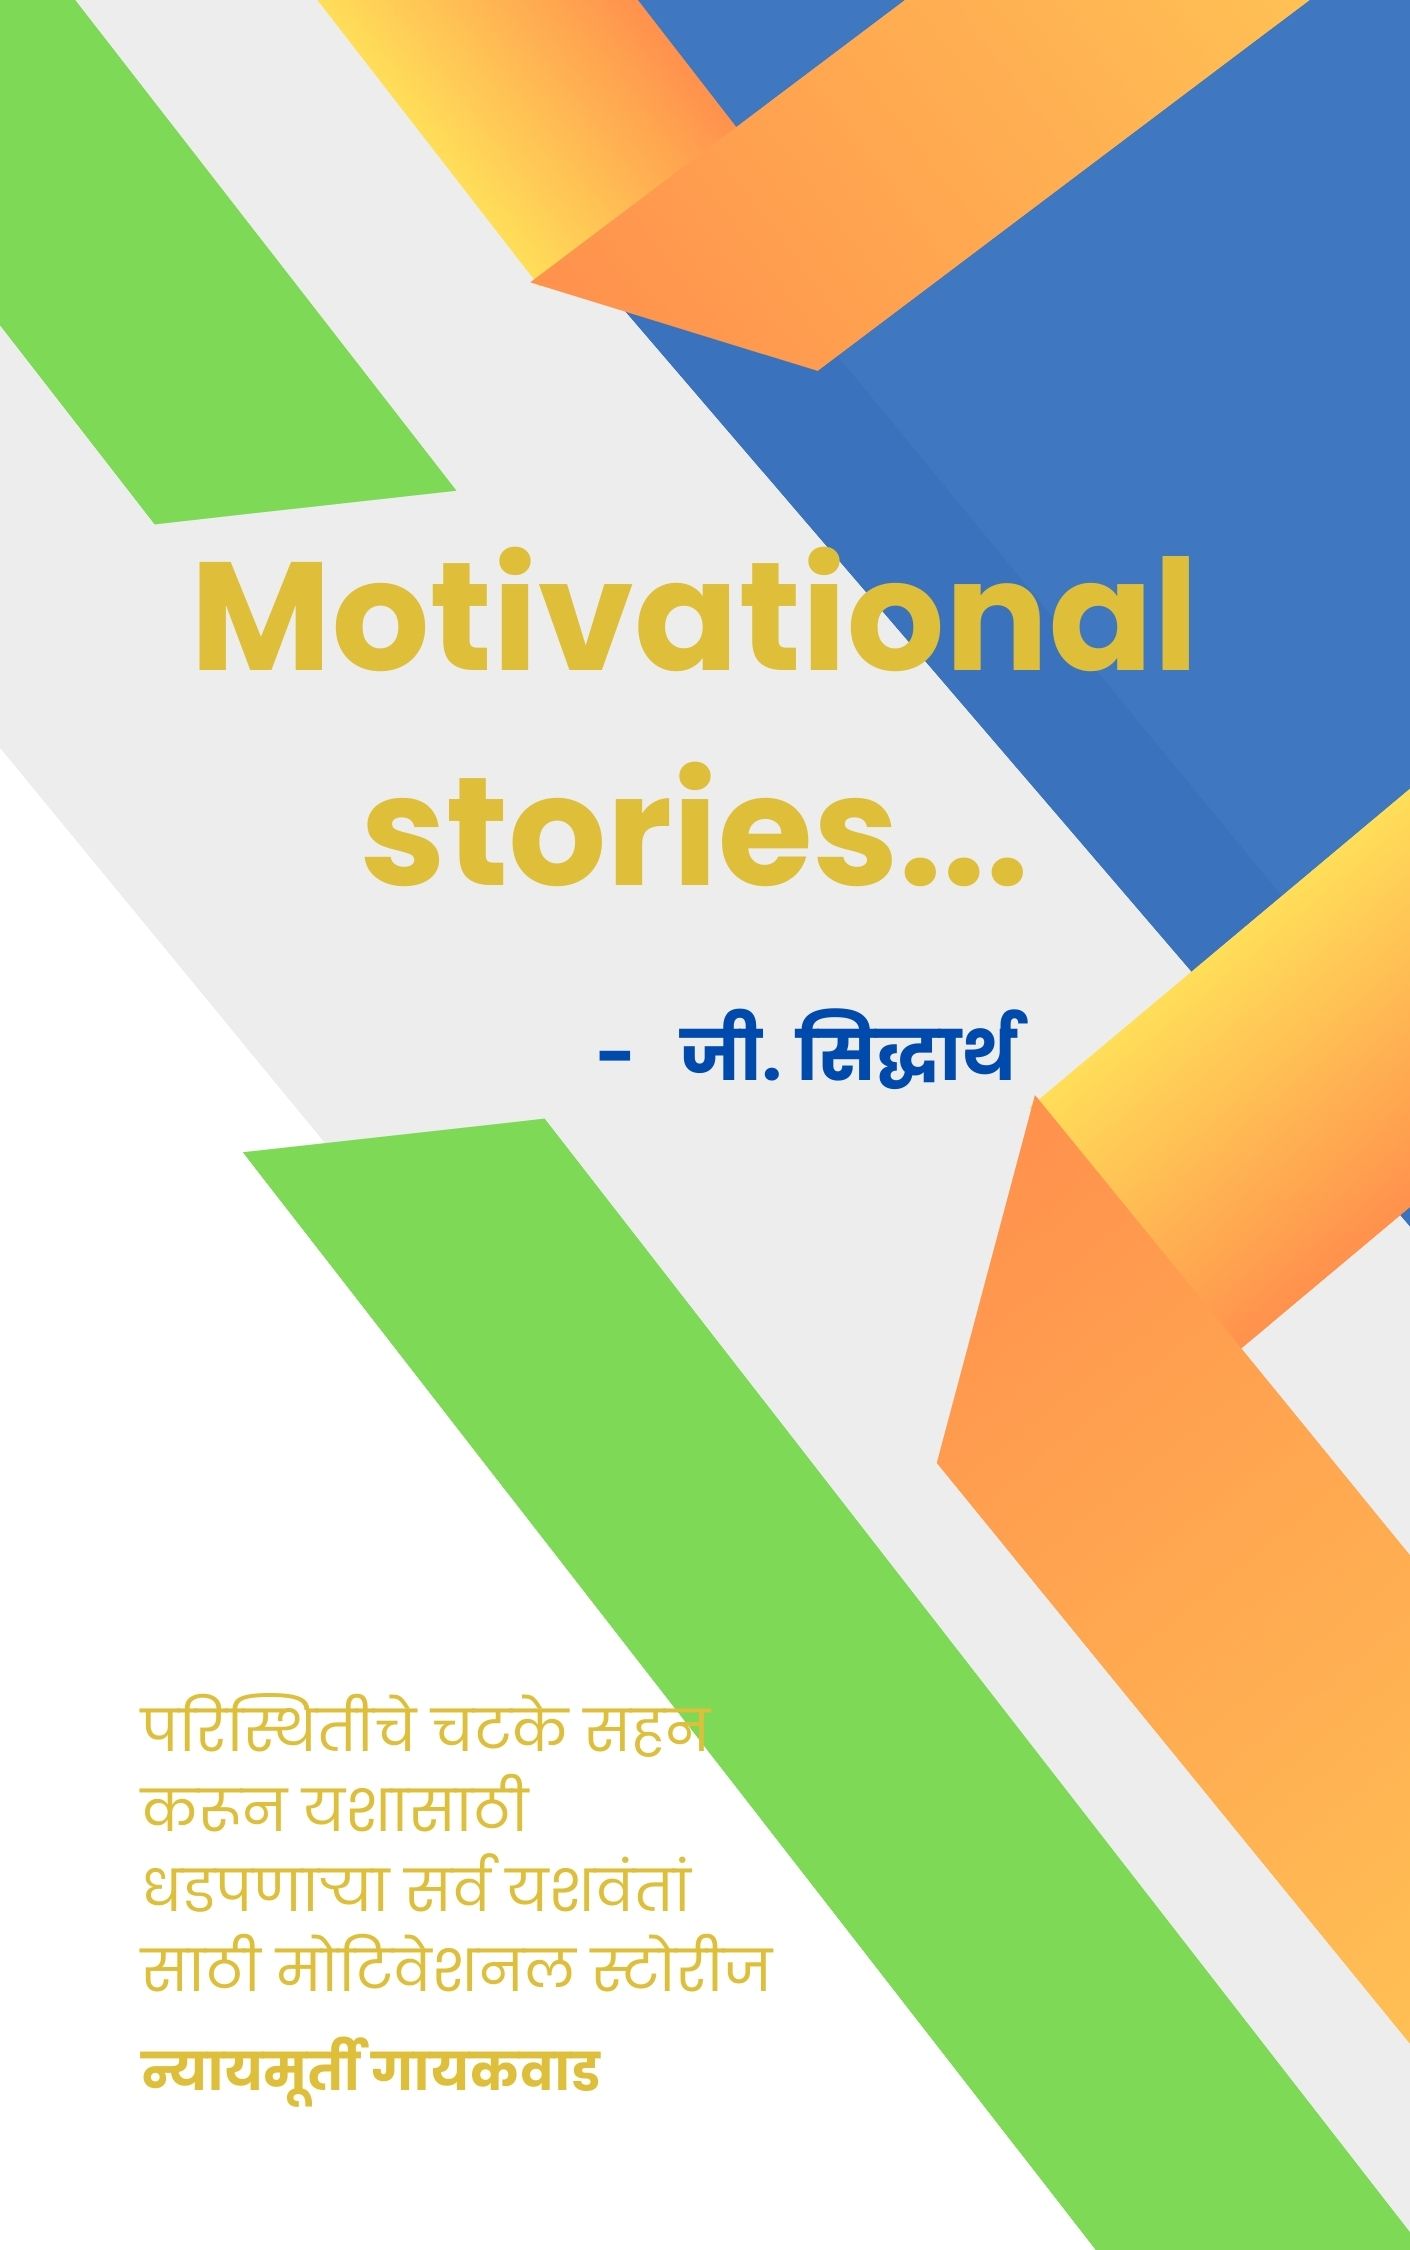 Motivational
stories...
- जी. सिद्धार्थ
परिस्थितीचे चटके सहन
करून यशासाठी
धडपणाऱ्या सर्व यशवंतां
साठी मोटिवेशनल स्टोरीज
न्यायमूर्ती गायकवाड